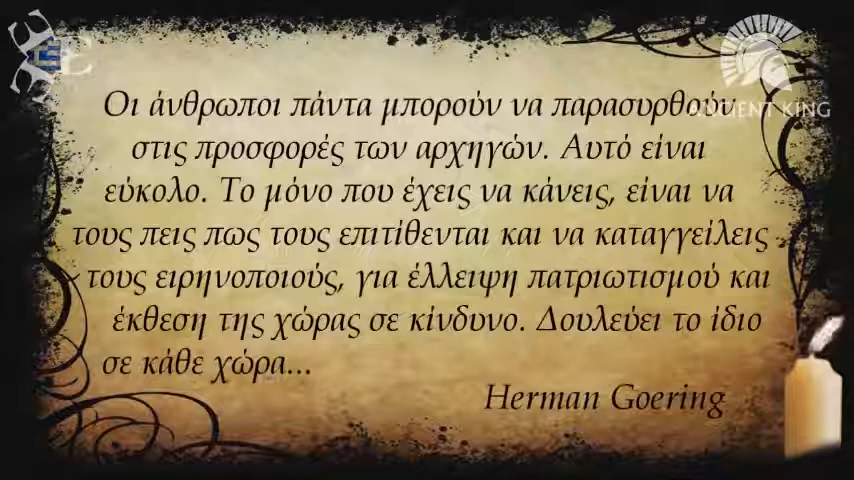 Οι άνθρωποι πάντα μπορούν να παρασυρθούν
στις προσφορές των αρχηγών. Αυτό είναι
εύκολο. Το μόνο που έχεις να κάνεις, είναι να
τους πεις πως τους επιτίθενται και να καταγγείλεις
τους ειρηνοποιούς, για έλλειψη πατριωτισμού και
έκθεση της χώρας σε κίνδυνο. Δουλεύει το ίδιο
σε κάθε χώρα...
Herman Goering
ANCIENT KING